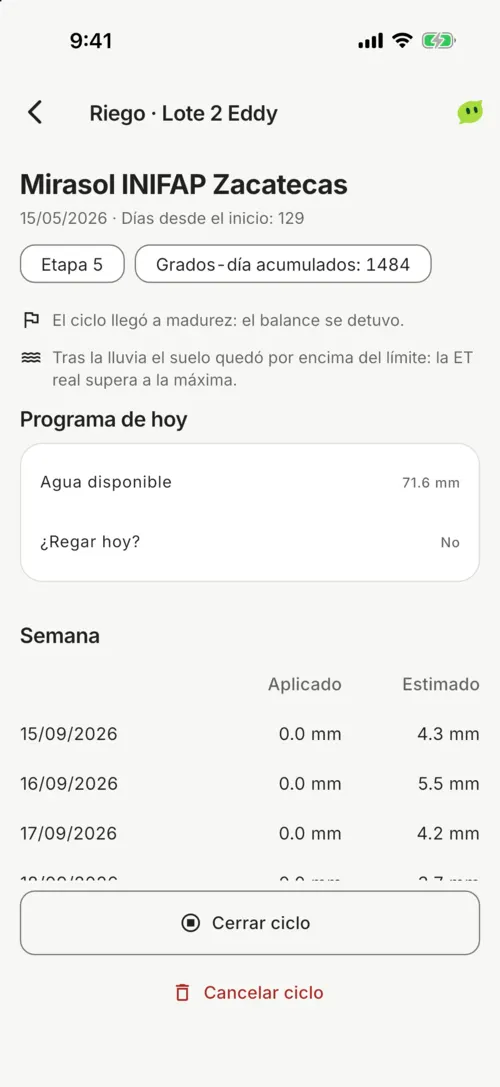 9:41
Riego · Lote 2 Eddy
Mirasol INIFAP Zacatecas
15/05/2026 · Días desde el inicio: 129
Etapa 5
Grados-día acumulados: 1484
El ciclo llegó a madurez: el balance se detuvo.
Tras la lluvia el suelo quedó por encima del límite: la ET
real supera a la máxima.
Programa de hoy
Agua disponible 71.6 mm
¿Regar hoy? No
Semana
Aplicado Estimado
15/09/2026 0.0 mm 4.3 mm
16/09/2026 0.0 mm 5.5 mm
17/09/2026 0.0 mm 4.2 mm
Cerrar ciclo
Cancelar ciclo